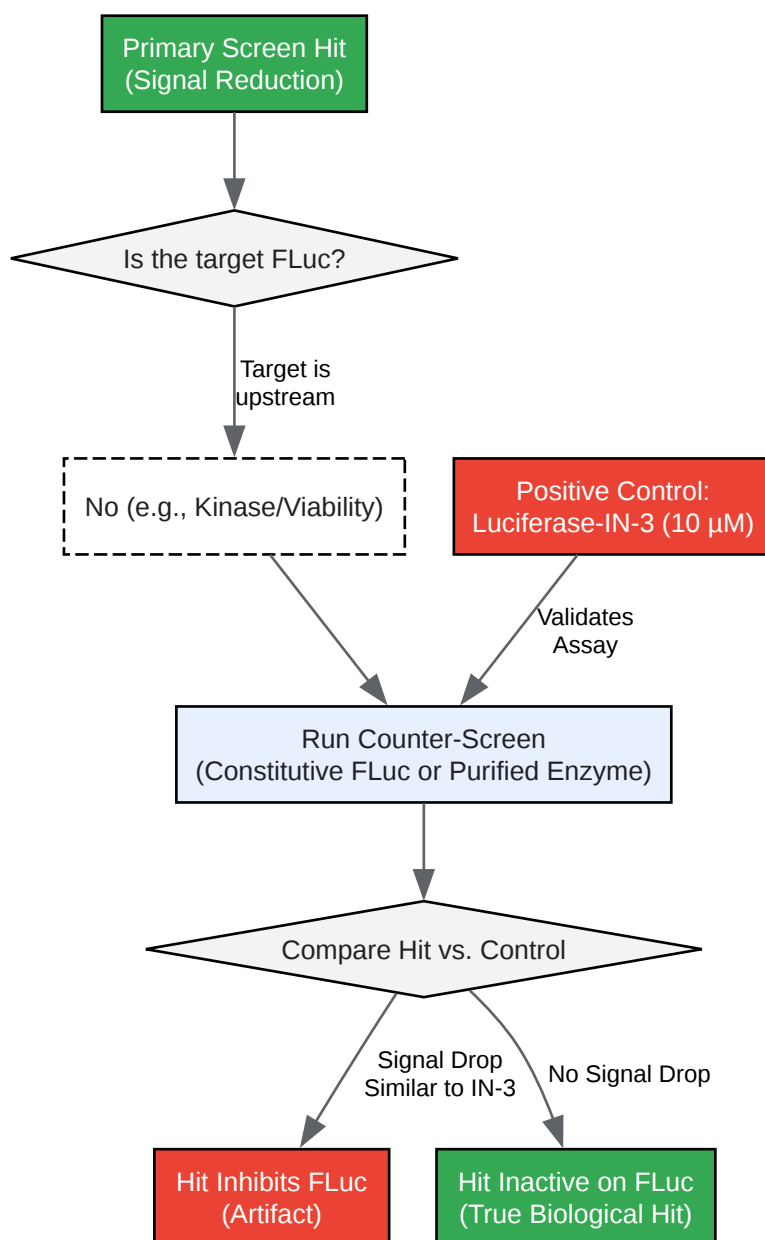 Primary Screen Hit
(Signal Reduction)
Is the target FLuc?
Target is
upstream
No (e.g., Kinase/Viability)
Positive Control:
Luciferase-IN-3 (10 µM)
Validates
Assay
Run Counter-Screen
(Constitutive FLuc or Purified Enzyme)
Compare Hit vs. Control
Signal Drop
Similar to IN-3
No Signal Drop
Hit Inhibits FLuc
(Artifact)
Hit Inactive on FLuc
(True Biological Hit)